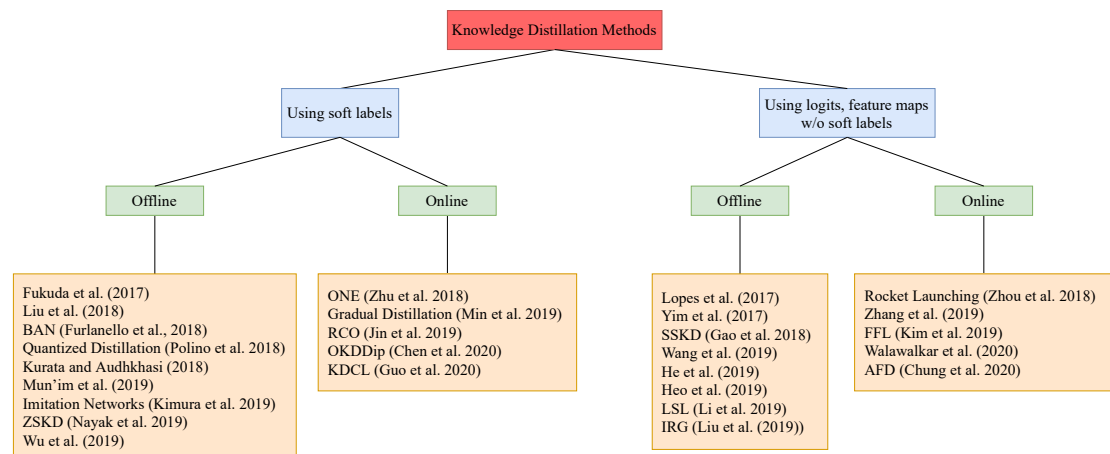 Knowledge Distillation Methods
Using soft labels
Using logits, feature maps
w/o soft labels
Offline
Online
Offline
Online
Fukuda et al. (2017)
Liu et al. (2018)
BAN (Furlanello et al., 2018)
Quantized Distillation (Polino et al. 2018)
Kurata and Audhkhasi (2018)
Mun'im et al. (2019)
Imitation Networks (Kimura et al. 2019)
ZSKD (Nayak et al. 2019)
Wu et al. (2019)
ONE (Zhu et al. 2018)
Gradual Distillation (Min et al. 2019)
RCO (Jin et al. 2019)
OKDDip (Chen et al. 2020)
KDCL (Guo et al. 2020)
Lopes et al. (2017)
Yim et al. (2017)
SSKD (Gao et al. 2018)
Wang et al. (2019)
He et al. (2019)
Heo et al. (2019)
LSL (Li et al. 2019)
IRG (Liu et al. (2019))
Rocket Launching (Zhou et al. 2018)
Zhang et al. (2019)
FFL (Kim et al. 2019)
Walawalkar et al. (2020)
AFD (Chung et al. 2020)